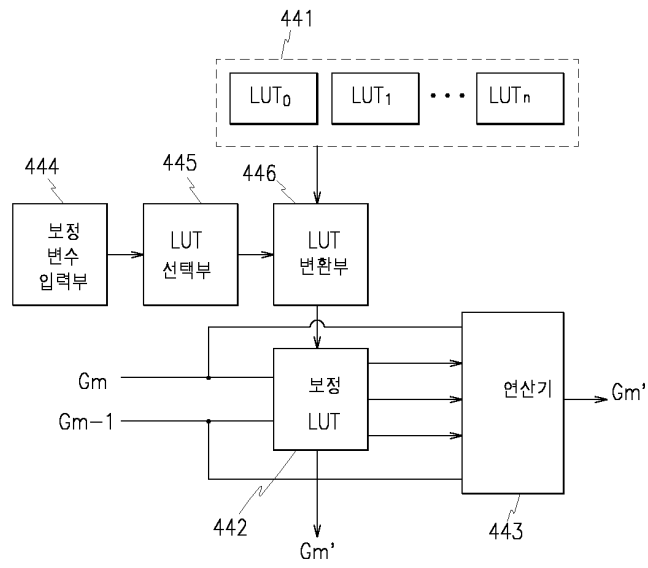 441
LUT0 LUT1 ••• LUTn
444
445
446
보정
변수
입력부
LUT
선택부
LUT
변환부
Gm
Gm-1
보정
LUT
연산기
Gm'
442
443
Gm'